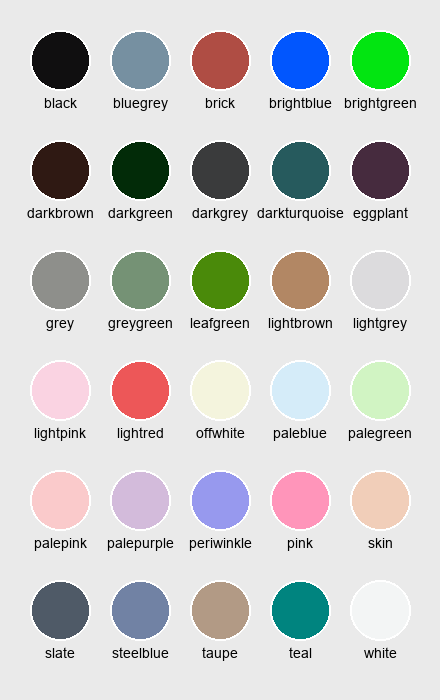 black bluegrey brick brightblue brightgreen
darkbrown darkgreen darkgrey darkturquoise eggplant
grey greygreen leafgreen lightbrown lightgrey
lightpink lightred offwhite paleblue palegreen
palepink palepurple periwinkle pink skin
slate steelblue taupe teal white